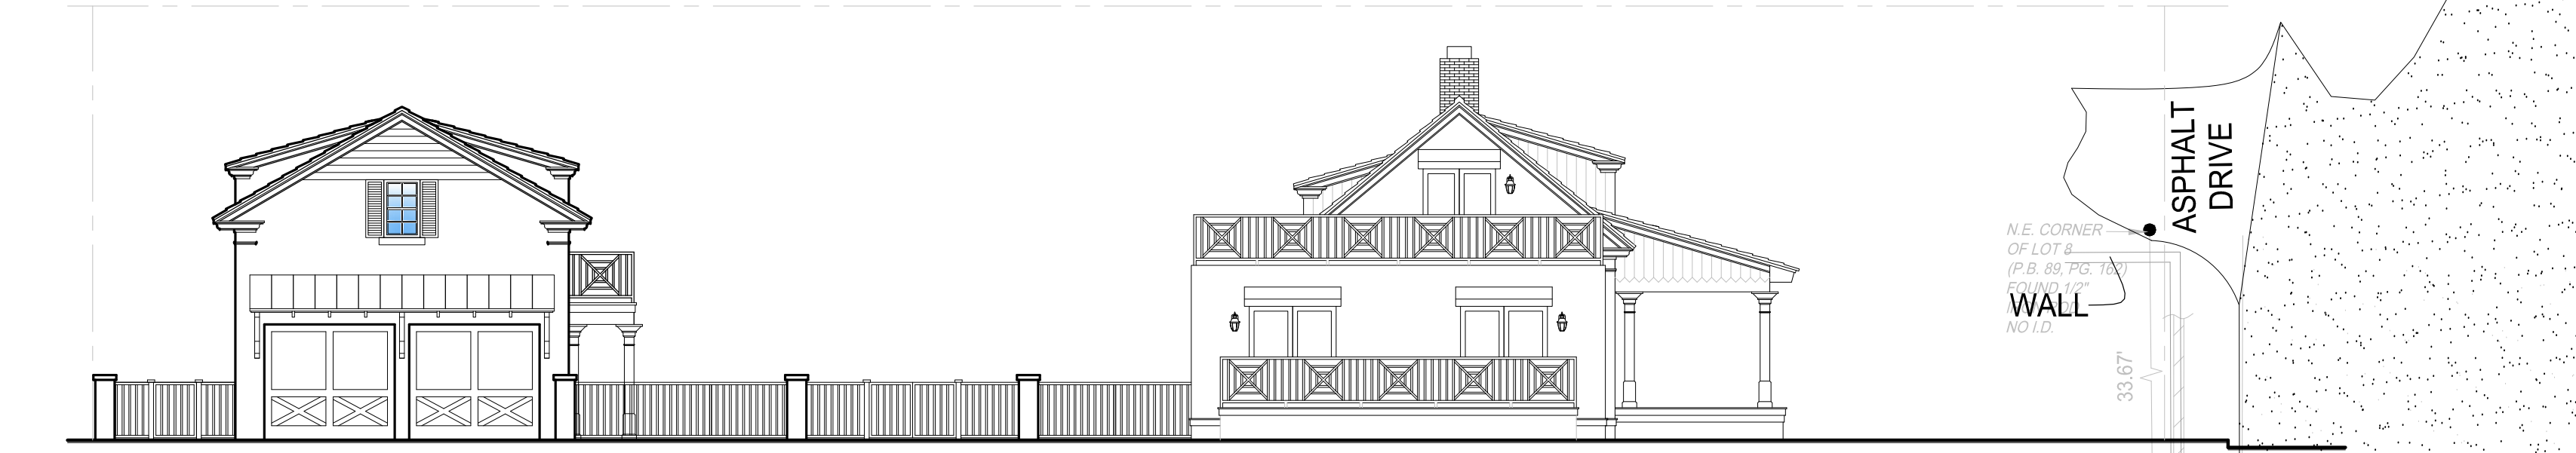 ASPHALT
DRIVE
N.E. CORNER
OF LOT 8
(P.B. 89, PG. 162)
FOUND 1/2"
NO I.D.
WALL
33.67'